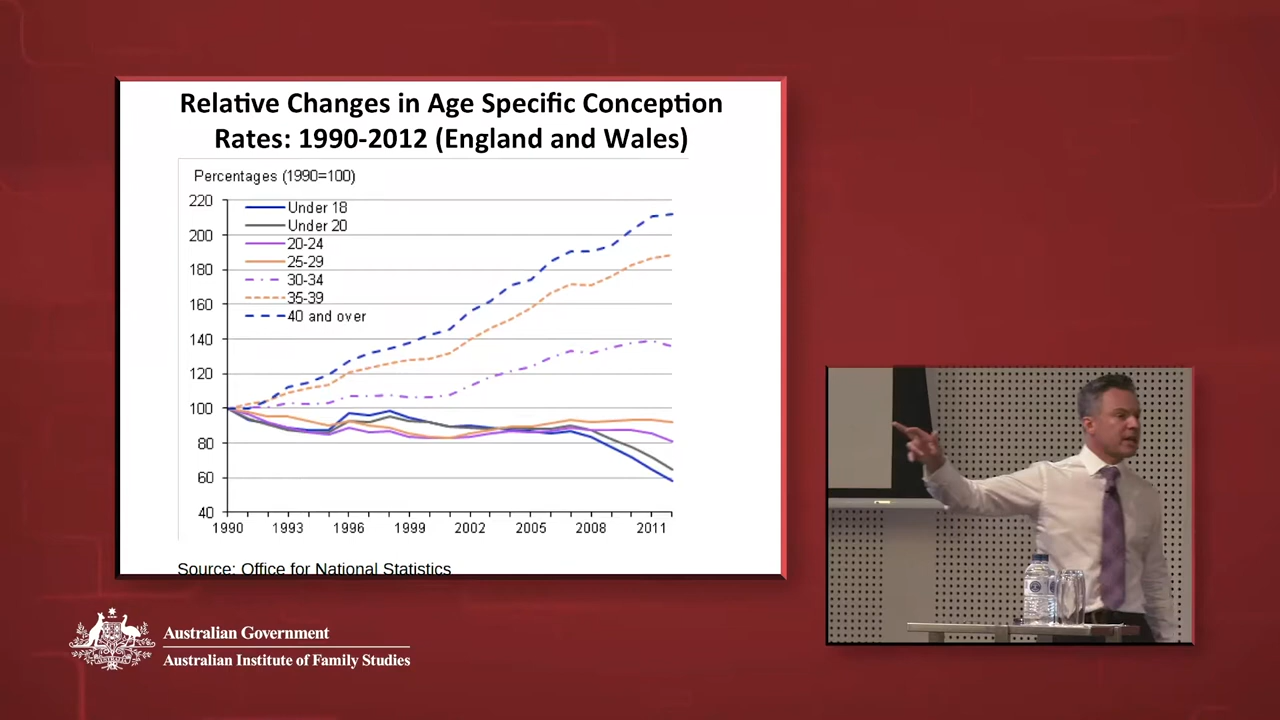 Relative Changes in Age Specific Conception
Rates: 1990-2012 (England and Wales)
Percentages (1990=100)
220
200
180
160
140
120
100
80
60
40
Under 18
Under 20
20-24
25-29
30-34
35-39
40 and over
1990 1993 1996 1999 2002 2005 2008 2011
Source: Office for National Statistics
Australian Government
Australian Institute of Family Studies